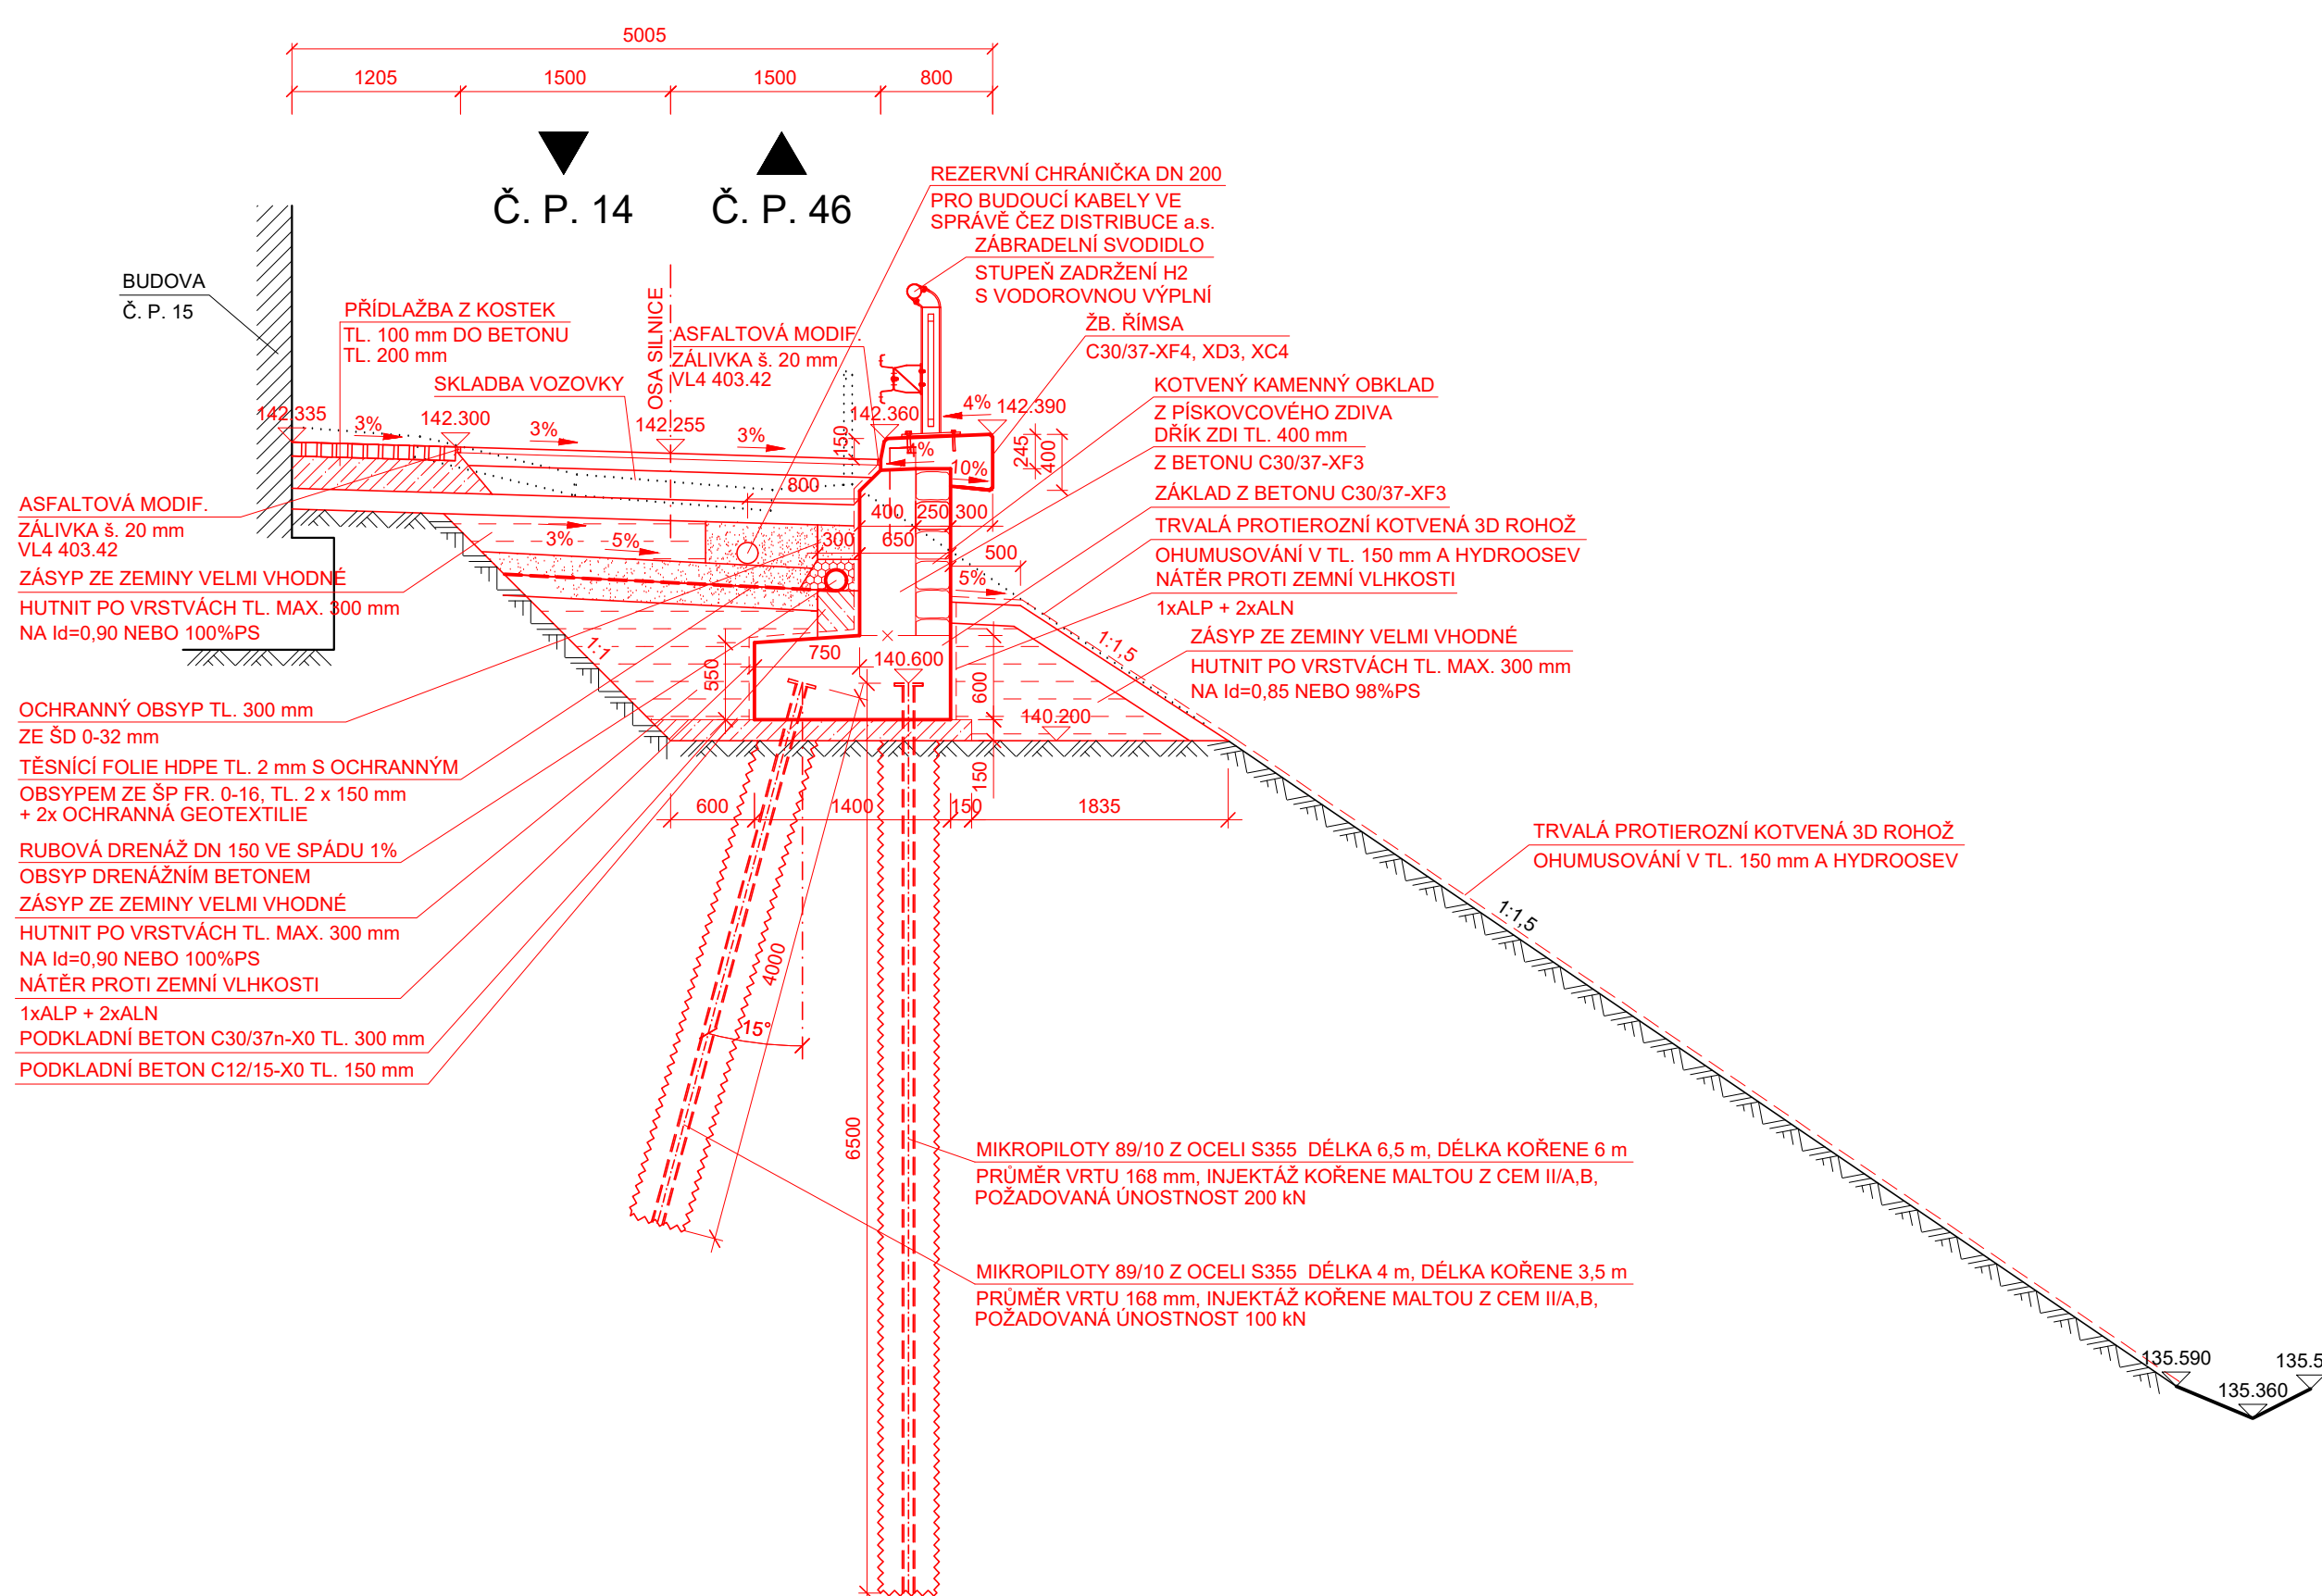 5005
1205
1500
1500
800
Č. P. 14
Č. P. 46
REZERVNÍ CHRÁNIČKA DN 200
PRO BUDOUCÍ KABELY VE
SPRÁVĚ ČEZ DISTRIBUCE a.s.
ZÁBRADELNÍ SVODIDLO
STUPEŇ ZADRŽENÍ H2
S VODOROVNOU VÝPLNÍ
BUDOVA
Č. P. 15
PŘÍDLAŽBA Z KOSTEK
TL. 100 mm DO BETONU
TL. 200 mm
OSA SILNICE
ASFALTOVÁ MODIF.
ZÁLIVKA š. 20 mm
VL4 403.42
SKLADBA VOZOVKY
ŽB. ŘÍMSA
C30/37-XF4, XD3, XC4
KOTVENÝ KAMENNÝ OBKLAD
Z PÍSKOVCOVÉHO ZDIVA
DŘÍK ZDI TL. 400 mm
Z BETONU C30/37-XF3
ZÁKLAD Z BETONU C30/37-XF3
TRVALÁ PROTIEROZNÍ KOTVENÁ 3D ROHOŽ
OHUMUSOVÁNÍ V TL. 150 mm A HYDROOSEV
NÁTĚR PROTI ZEMNÍ VLHKOSTI
1xALP + 2xALN
ZÁSYP ZE ZEMINY VELMI VHODNÉ
HUTNIT PO VRSTVÁCH TL. MAX. 300 mm
NA Id=0,85 NEBO 98%PS
142.335
3%
142.300
3%
142.255
3%
142.360
4%
142.390
150
4%
10%
245
400
800
400
250
300
300
650
500
3%
5%
5%
1:1
1:1,5
550
750
140.600
600
140.200
150
600
1400
150
1835
ASFALTOVÁ MODIF.
ZÁLIVKA š. 20 mm
VL4 403.42
ZÁSYP ZE ZEMINY VELMI VHODNÉ
HUTNIT PO VRSTVÁCH TL. MAX. 300 mm
NA Id=0,90 NEBO 100%PS
OCHRANNÝ OBSYP TL. 300 mm
ZE ŠD 0-32 mm
TĚSNÍCÍ FOLIE HDPE TL. 2 mm S OCHRANNÝM
OBSYPEM ZE ŠP FR. 0-16, TL. 2 x 150 mm
+ 2x OCHRANNÁ GEOTEXTILIE
RUBOVÁ DRENÁŽ DN 150 VE SPÁDU 1%
OBSYP DRENÁŽNÍM BETONEM
ZÁSYP ZE ZEMINY VELMI VHODNÉ
HUTNIT PO VRSTVÁCH TL. MAX. 300 mm
NA Id=0,90 NEBO 100%PS
NÁTĚR PROTI ZEMNÍ VLHKOSTI
1xALP + 2xALN
PODKLADNÍ BETON C30/37n-X0 TL. 300 mm
PODKLADNÍ BETON C12/15-X0 TL. 150 mm
TRVALÁ PROTIEROZNÍ KOTVENÁ 3D ROHOŽ
OHUMUSOVÁNÍ V TL. 150 mm A HYDROOSEV
1:1,5
4000
15°
6500
MIKROPILOTY 89/10 Z OCELI S355 DÉLKA 6,5 m, DÉLKA KOŘENE 6 m
PRŮMĚR VRTU 168 mm, INJEKTÁŽ KOŘENE MALTOU Z CEM II/A,B,
POŽADOVANÁ ÚNOSTNOST 200 kN
MIKROPILOTY 89/10 Z OCELI S355 DÉLKA 4 m, DÉLKA KOŘENE 3,5 m
PRŮMĚR VRTU 168 mm, INJEKTÁŽ KOŘENE MALTOU Z CEM II/A,B,
POŽADOVANÁ ÚNOSTNOST 100 kN
135.590
135.5
135.360